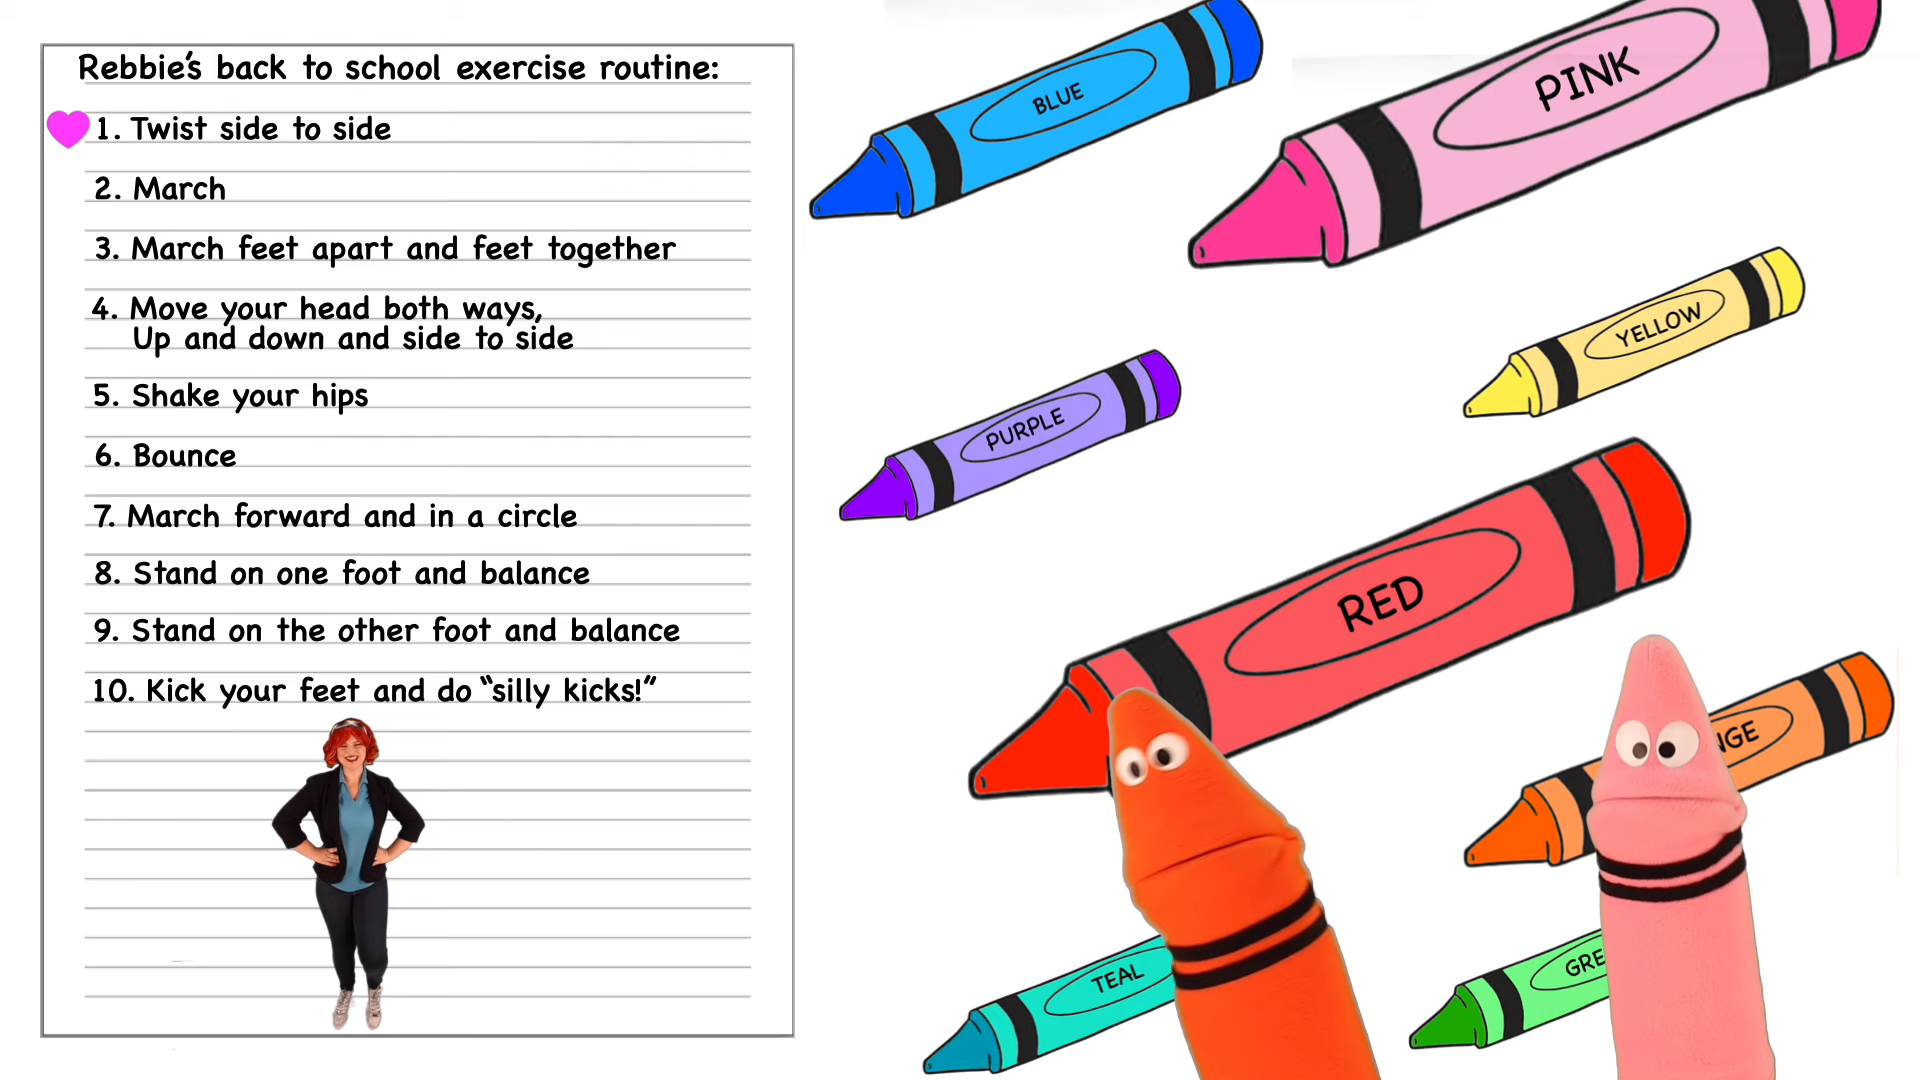 Rebbie's back to school exercise routine:
1. Twist side to side
2. March
3. March feet apart and feet together
4. Move your head both ways,
Up and down and side to side
5. Shake your hips
6. Bounce
7. March forward and in a circle
8. Stand on one foot and balance
9. Stand on the other foot and balance
10. Kick your feet and do “silly kicks!”
BLUE
PINK
YELLOW
PURPLE
RED
NGE
TEAL
GRE